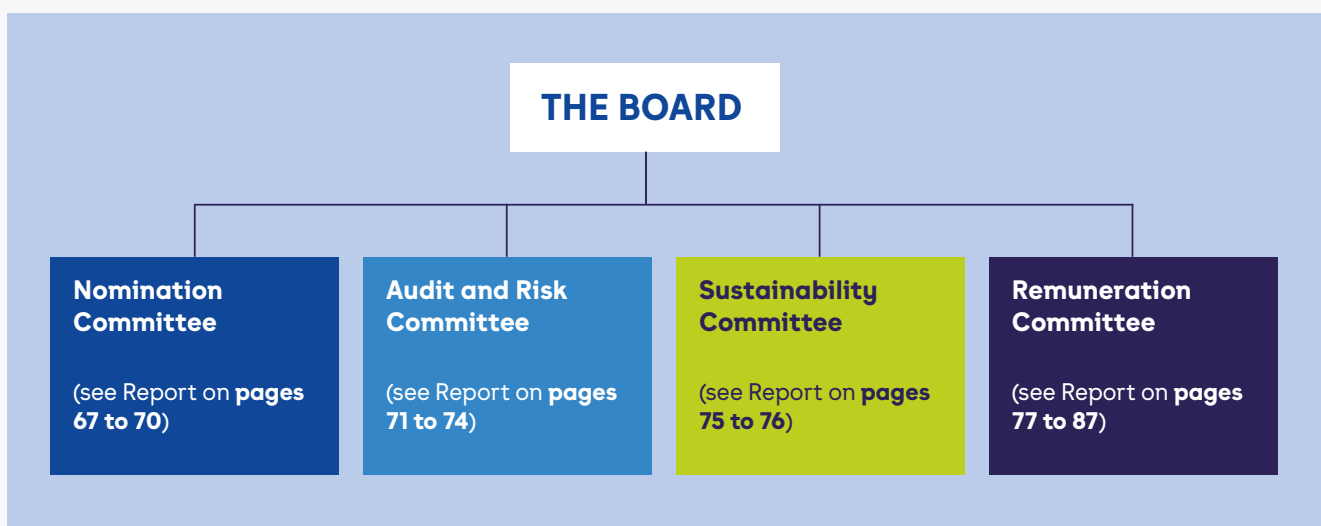 THE BOARD
Nomination
Committee
(see Report on pages
67 to 70)
Audit and Risk
Committee
(see Report on pages
71 to 74)
Sustainability
Committee
(see Report on pages
75 to 76)
Remuneration
Committee
(see Report on pages
77 to 87)